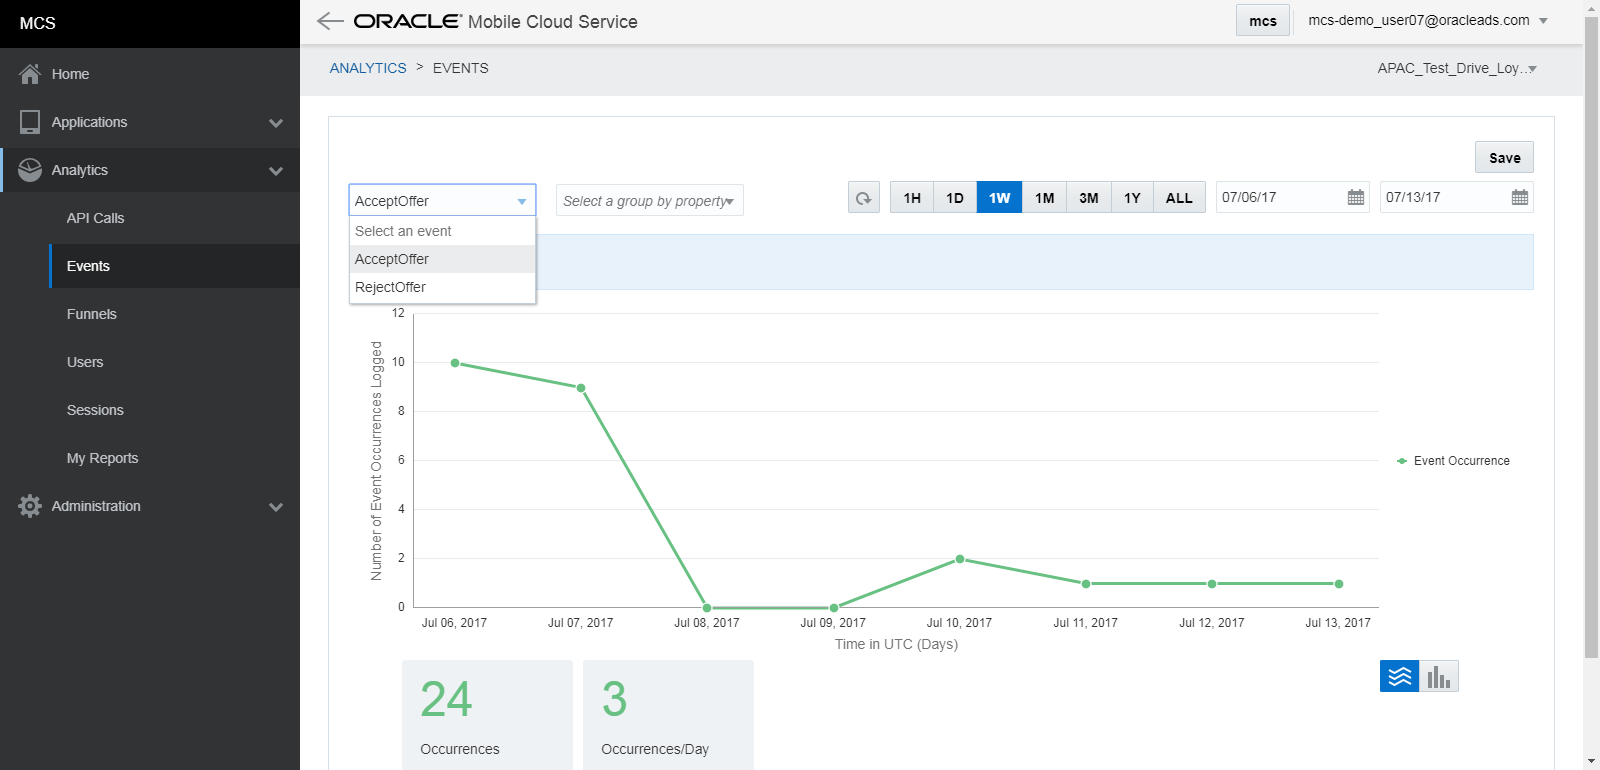 MCS
ORACLE Mobile Cloud Service
mcs
mcs-demo_user07@oracleads.com
Home
Applications
Analytics
API Calls
Events
Funnels
Users
Sessions
My Reports
Administration
ANALYTICS > EVENTS
APAC_Test_Drive_Loy...
Save
AcceptOffer
Select a group by property
1H 1D 1W 1M 3M 1Y ALL
07/06/17
07/13/17
Select an event
AcceptOffer
RejectOffer
Number of Event Occurrences Logged
12
10
8
6
4
2
0
Jul 06, 2017 Jul 07, 2017 Jul 08, 2017 Jul 09, 2017 Jul 10, 2017 Jul 11, 2017 Jul 12, 2017 Jul 13, 2017
Time in UTC (Days)
Event Occurrence
24
Occurrences
3
Occurrences/Day